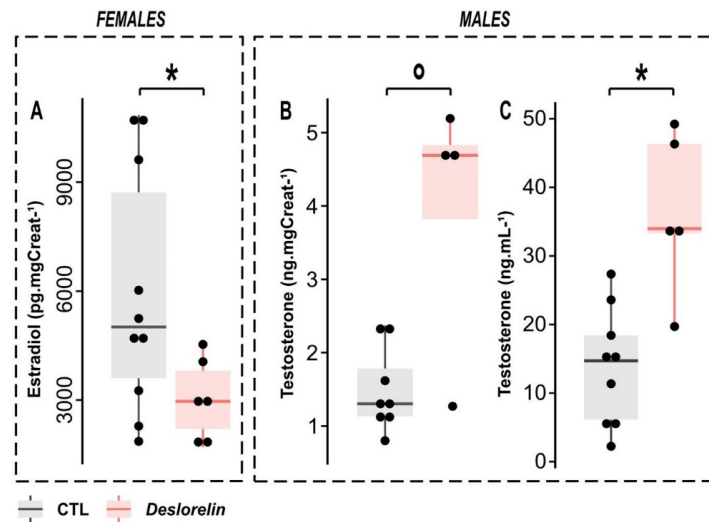 FEMALES
MALES
*
A
Estradiol (pg.mgCreat-¹)
9000
6000
3000
o
B
Testosterone (ng.mgCreat-¹)
5
4
3
2
1
*
C
Testosterone (ng.mL-¹)
50
40
30
20
10
0
CTL
Deslorelin